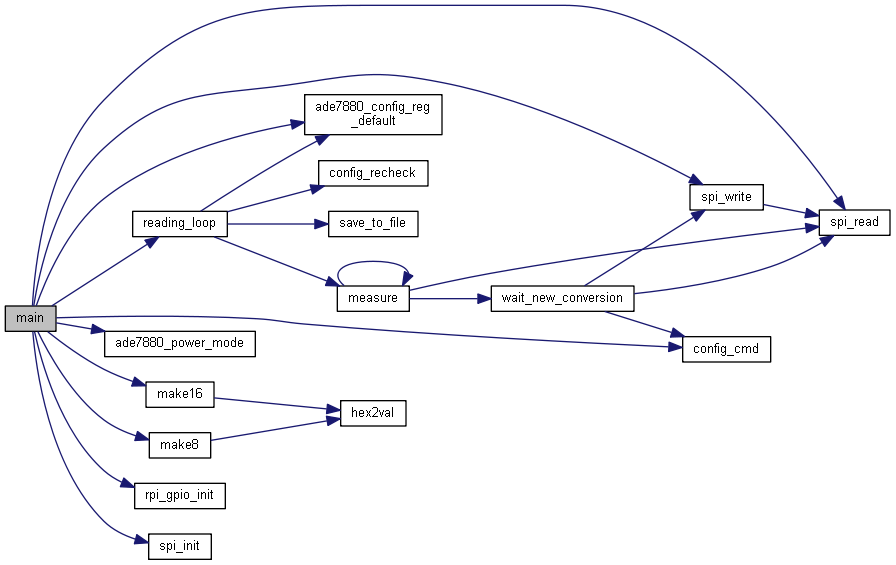 ade7880_config_reg
_default
config_recheck
spi_write
reading_loop
save_to_file
spi_read
measure
wait_new_conversion
main
ade7880_power_mode
config_cmd
make16
hex2val
make8
rpi_gpio_init
spi_init